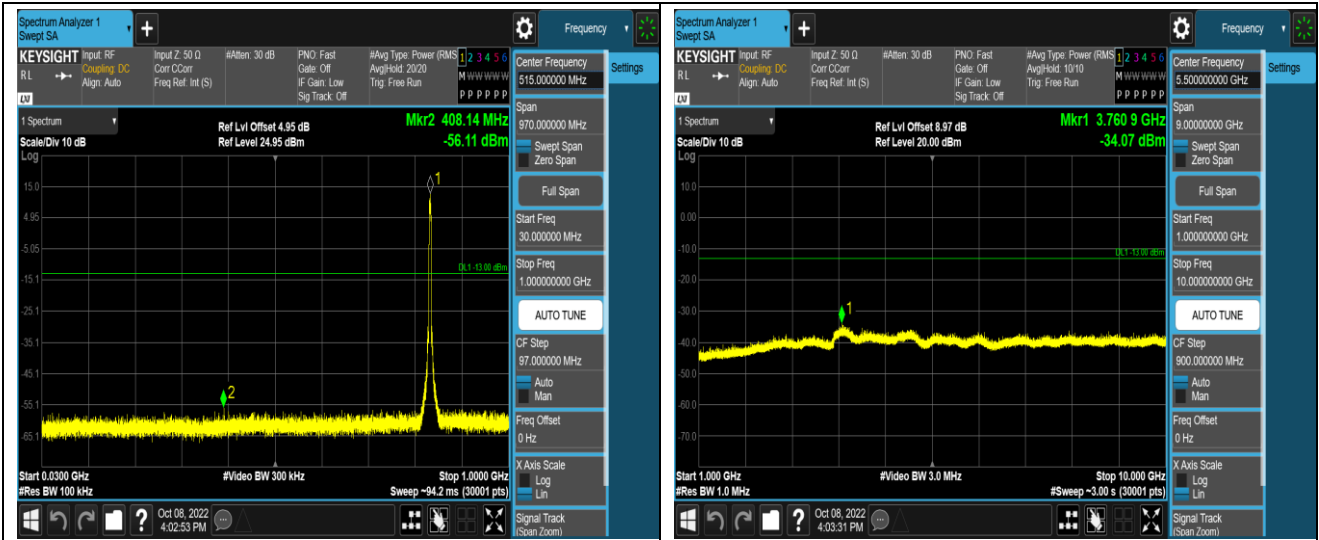 Spectrum Analyzer 1
Swept SA
+
Frequency
KEYSIGHT
RL
LXI
Input: RF
Coupling: DC
Align: Auto
Input Z: 50 Ω
Corr CCorr
Freq Ref: Int (S)
#Atten: 30 dB
PNO: Fast
Gate: Off
IF Gain: Low
Sig Track: Off
#Avg Type: Power (RMS
Avg|Hold: 20/20
Trig: Free Run
1 2 3 4 5 6
M W W W W W
P P P P P P
Center Frequency
515.000000 MHz
Settings
1 Spectrum
Scale/Div 10 dB
Log
Ref Lvl Offset 4.95 dB
Ref Level 24.95 dBm
Mkr2 408.14 MHz
-56.11 dBm
15.0
4.95
-5.05
-15.1
-25.1
-35.1
-45.1
-55.1
-65.1
1
2
DL1 -13.00 dBm
Start 0.0300 GHz
#Res BW 100 kHz
#Video BW 300 kHz
Stop 1.0000 GHz
Sweep ~94.2 ms (30001 pts)
Span
970.000000 MHz
Swept Span
Zero Span
Full Span
Start Freq
30.000000 MHz
Stop Freq
1.000000000 GHz
AUTO TUNE
CF Step
97.000000 MHz
Auto
Man
Freq Offset
0 Hz
X Axis Scale
Log
Lin
Signal Track
(Span Zoom)
?
Oct 08, 2022
4:02:53 PM
Spectrum Analyzer 1
Swept SA
+
Frequency
KEYSIGHT
RL
LXI
Input: RF
Coupling: DC
Align: Auto
Input Z: 50 Ω
Corr CCorr
Freq Ref: Int (S)
#Atten: 30 dB
PNO: Fast
Gate: Off
IF Gain: Low
Sig Track: Off
#Avg Type: Power (RMS
Avg|Hold: 10/10
Trig: Free Run
1 2 3 4 5 6
M W W W W W
P P P P P P
Center Frequency
5.500000000 GHz
Settings
1 Spectrum
Scale/Div 10 dB
Log
Ref Lvl Offset 8.97 dB
Ref Level 20.00 dBm
Mkr1 3.760 9 GHz
-34.07 dBm
10.0
0.00
-10.0
-20.0
-30.0
-40.0
-50.0
-60.0
-70.0
1
DL1 -13.00 dBm
Start 1.000 GHz
#Res BW 1.0 MHz
#Video BW 3.0 MHz
Stop 10.000 GHz
#Sweep ~3.00 s (30001 pts)
Span
9.00000000 GHz
Swept Span
Zero Span
Full Span
Start Freq
1.000000000 GHz
Stop Freq
10.000000000 GHz
AUTO TUNE
CF Step
900.000000 MHz
Auto
Man
Freq Offset
0 Hz
X Axis Scale
Log
Lin
Signal Track
(Span Zoom)
?
Oct 08, 2022
4:03:31 PM